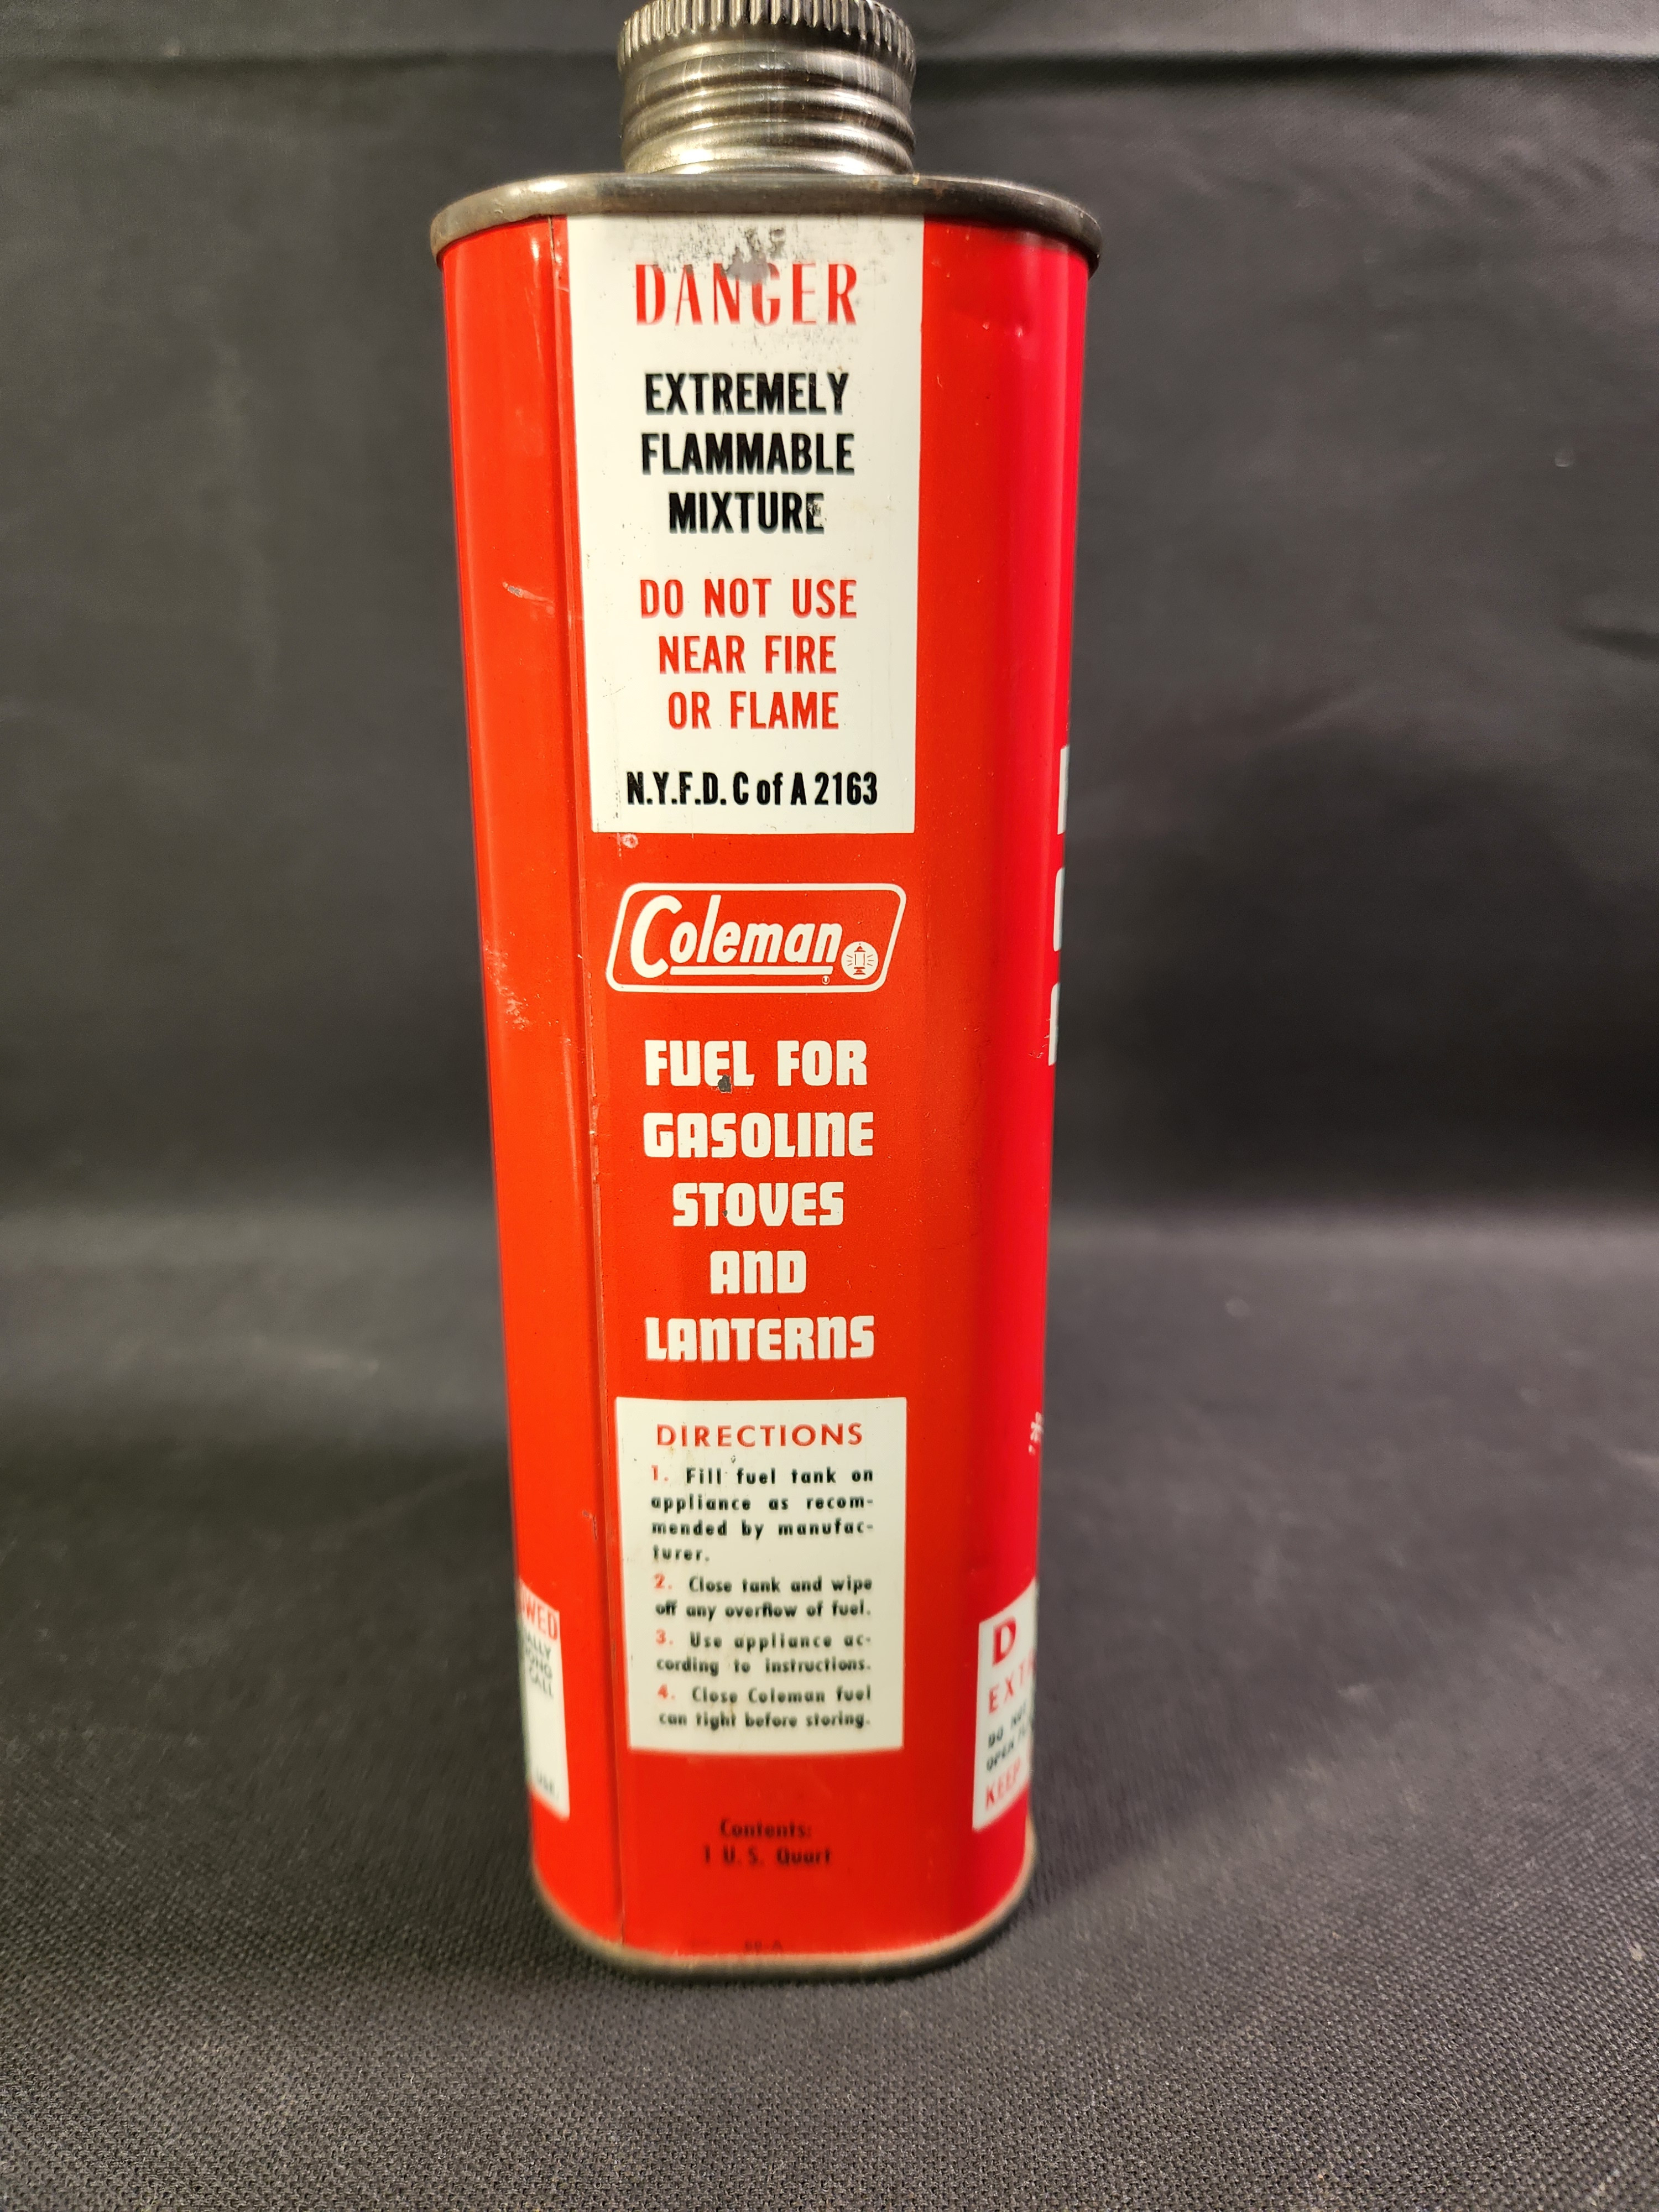 DANGER
EXTREMELY
FLAMMABLE
MIXTURE
DO NOT USE
NEAR FIRE
OR FLAME
N.Y.F.D. C of A 2163
Coleman
FUEL FOR
GASOLINE
STOVES
AND
LANTERNS
DIRECTIONS
1. Fill fuel tank on
appliance as recom-
mended by manufac-
turer.
2. Close tank and wipe
off any overflow of fuel.
3. Use appliance ac-
cording to instructions.
4. Close Coleman fuel
can tight before storing.
Contents:
1 U.S. Quart
D
KEEP